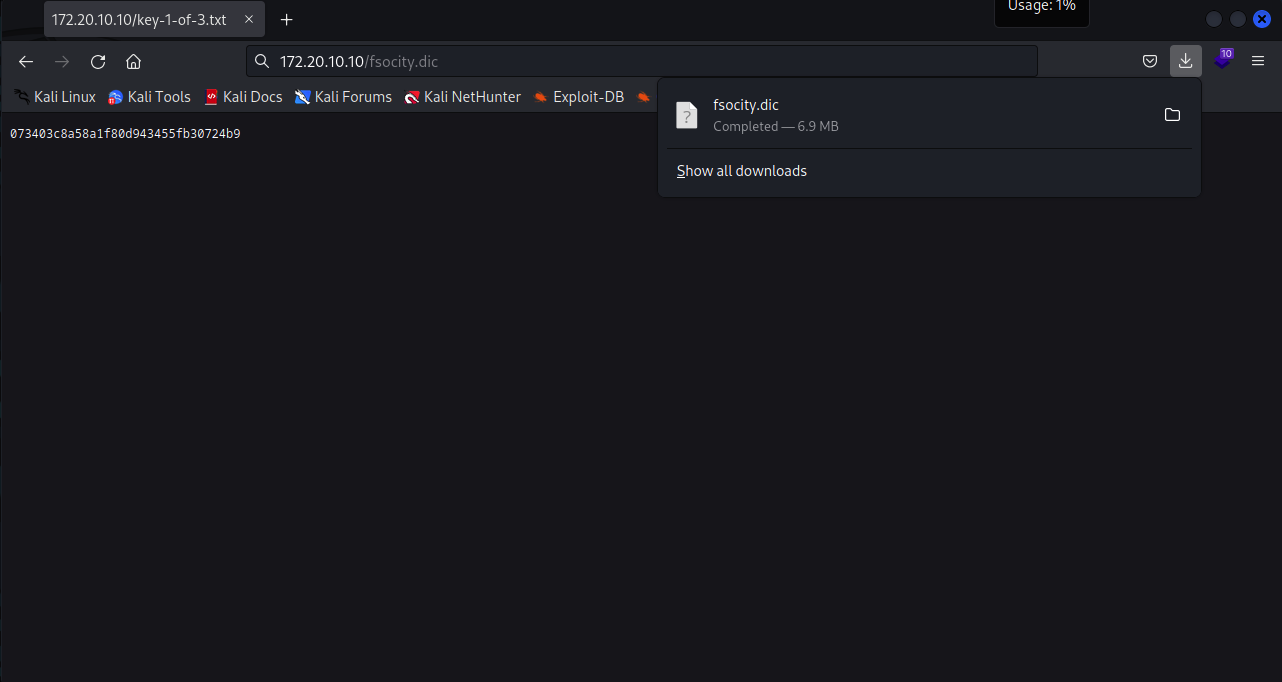 172.20.10.10/key-1-of-3.txt
Usage: 1%
172.20.10.10/fsocity.dic
10
Kali Linux Kali Tools Kali Docs Kali Forums Kali NetHunter Exploit-DB
fsocity.dic
Completed — 6.9 MB
Show all downloads
073403c8a58a1f80d943455fb30724b9